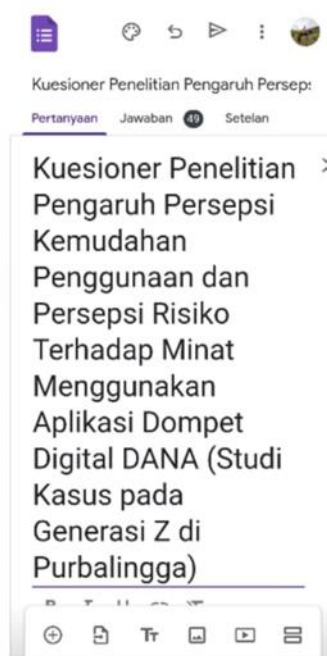 Kuesioner Penelitian Pengaruh Perseps
Pertanyaan Jawaban 49 Setelan
Kuesioner Penelitian
Pengaruh Persepsi
Kemudahan
Penggunaan dan
Persepsi Risiko
Terhadap Minat
Menggunakan
Aplikasi Dompet
Digital DANA (Studi
Kasus pada
Generasi Z di
Purbalingga)